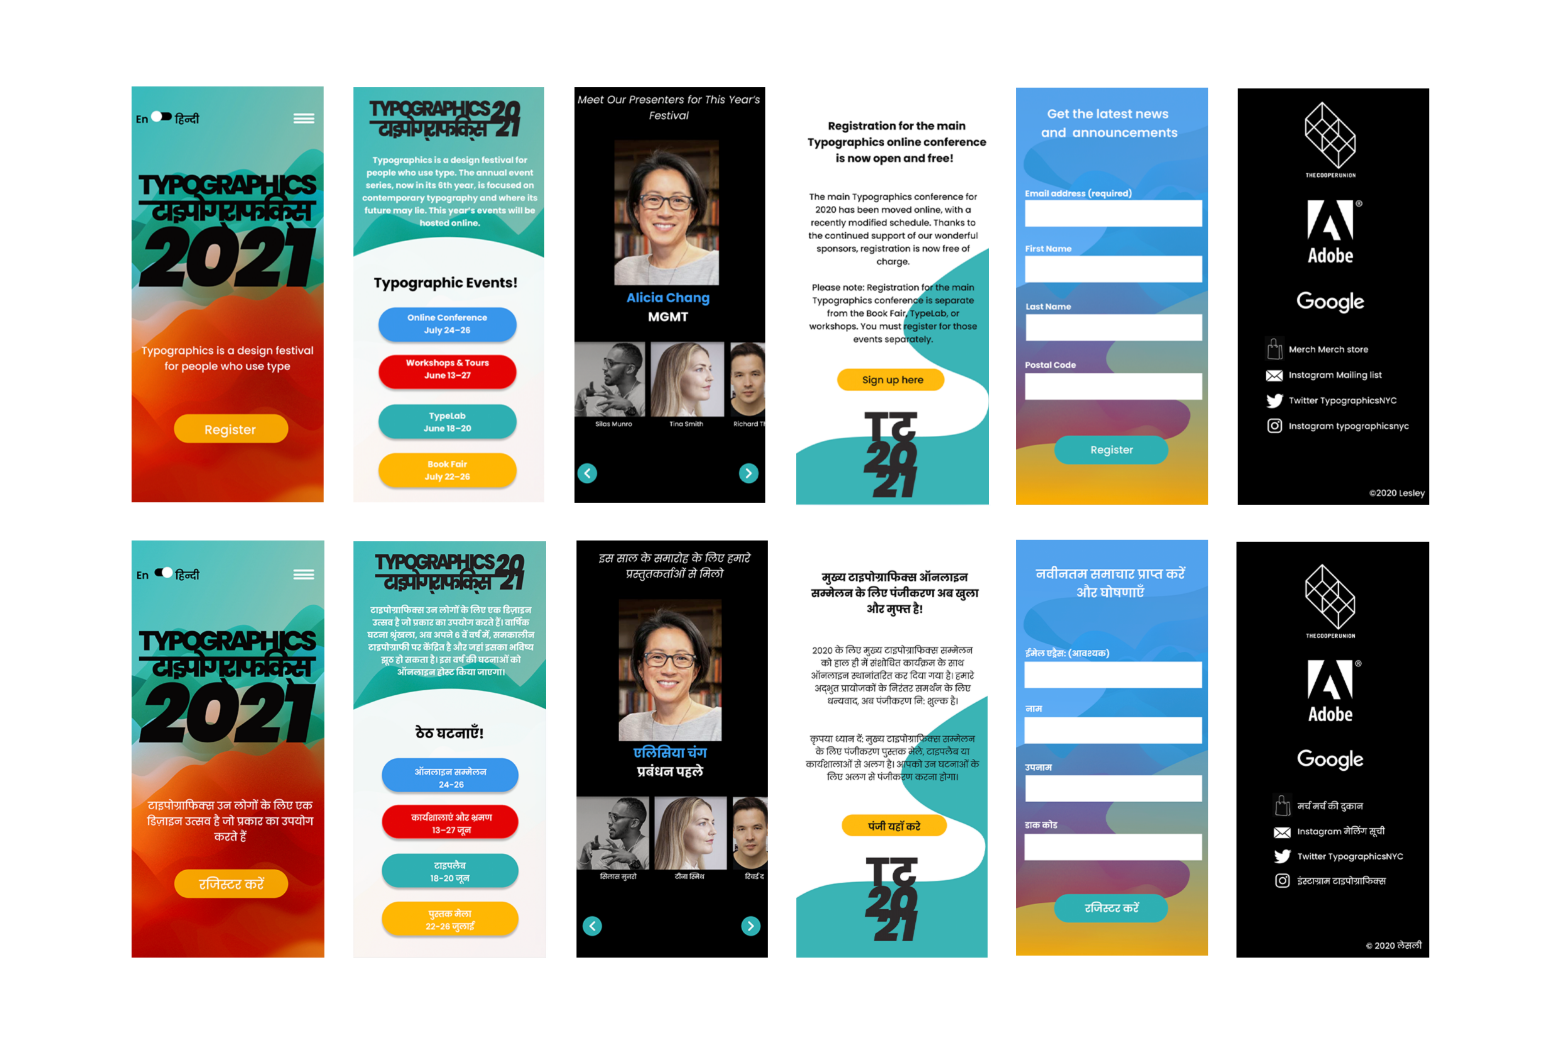 En हिन्दी
TYPOGRAPHICS
टाइपोग्राफिक्स
2021
Typographics is a design festival
for people who use type
Register
TYPOGRAPHICS 20
टाइपोग्राफिक्स 21
Typographics is a design festival for
people who use type. The annual event
series, now in its 6th year, is focused on
contemporary typography and where its
future may lie. This year's events will be
hosted online.
Typographic Events!
Online Conference
July 24–26
Workshops & Tours
June 13–27
TypeLab
June 18–20
Book Fair
July 22–26
Meet Our Presenters for This Year's
Festival
Alicia Chang
MGMT
Silas Munro
Tina Smith
Richard Th
Registration for the main
Typographics online conference
is now open and free!
The main Typographics conference for
2020 has been moved online, with a
recently modified schedule. Thanks to
the continued support of our wonderful
sponsors, registration is now free of
charge.
Please note: Registration for the main
Typographics conference is separate
from the Book Fair, TypeLab, or
workshops. You must register for those
events separately.
Sign up here
Tट
20
21
Get the latest news
and announcements
Email address (required)
First Name
Last Name
Postal Code
Register
THECOOPERUNION
Adobe
Google
Merch Merch store
Instagram Mailing list
Twitter TypographicsNYC
Instagram typographicsnyc
©2020 Lesley
En हिन्दी
TYPOGRAPHICS
टाइपोग्राफिक्स
2021
टाइपोग्राफिक्स उन लोगों के लिए एक
डिज़ाइन उत्सव है जो प्रकार का उपयोग
करते हैं
रजिस्टर करें
TYPOGRAPHICS 20
टाइपोग्राफिक्स 21
टाइपोग्राफिक्स उन लोगों के लिए एक डिज़ाइन
उत्सव है जो प्रकार का उपयोग करते हैं। वार्षिक
घटना श्रृंखला, अब अपने 6 वें वर्ष में, समकालीन
टाइपोग्राफी पर केंद्रित है और जहां इसका भविष्य
झूठ हो सकता है। इस वर्ष की घटनाओं को
ऑनलाइन होस्ट किया जाएगा।
ठेठ घटनाएँ!
ऑनलाइन सम्मेलन
24-26
कार्यशालाएं और भ्रमण
13–27 जून
टाइपलैब
18-20 जून
पुस्तक मेला
22-26 जुलाई
इस साल के समारोह के लिए हमारे
प्रस्तुतकर्ताओं से मिलो
एलिसिया चंग
प्रबंधन पहले
सिलास मुनरो
टीना स्मिथ
रिचर्ड द
मुख्य टाइपोग्राफिक्स ऑनलाइन
सम्मेलन के लिए पंजीकरण अब खुला
और मुफ्त है!
2020 के लिए मुख्य टाइपोग्राफिक्स सम्मेलन
को हाल ही में संशोधित कार्यक्रम के साथ
ऑनलाइन स्थानांतरित कर दिया गया है। हमारे
अद्भुत प्रायोजकों के निरंतर समर्थन के लिए
धन्यवाद, अब पंजीकरण नि: शुल्क है।
कृपया ध्यान दें: मुख्य टाइपोग्राफिक्स सम्मेलन
के लिए पंजीकरण पुस्तक मेले, टाइपलैब या
कार्यशालाओं से अलग है। आपको उन घटनाओं के
लिए अलग से पंजीकरण करना होगा।
पंजी यहाँ करे
Tट
20
21
नवीनतम समाचार प्राप्त करें
और घोषणाएँ
ईमेल एड्रेस: (आवश्यक)
नाम
उपनाम
डाक कोड
रजिस्टर करें
THECOOPERUNION
Adobe
Google
मर्च मर्च की दुकान
Instagram मेलिंग सूची
Twitter TypographicsNYC
इंस्टाग्राम टाइपोग्राफिक्स
© 2020 लेसली